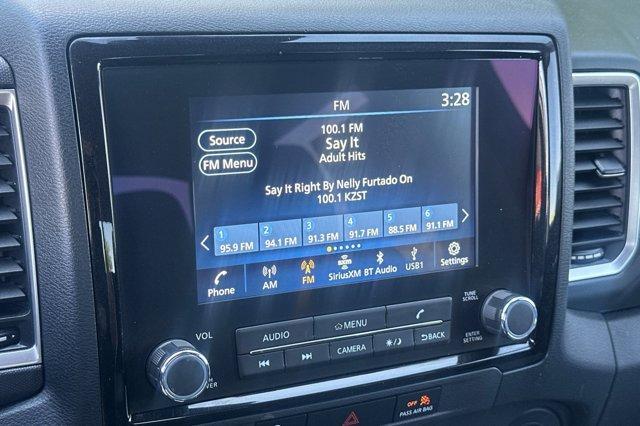 FM
3:28
100.1 FM
Source
Say It
Adult Hits
FM Menu
Say It Right By Nelly Furtado On
100.1 KZST
1 2 3 4 5 6
95.9 FM 94.1 FM 91.3 FM 91.7 FM 88.5 FM 91.1 FM
Phone AM FM SiriusXM BT Audio USB1 Settings
VOL
AUDIO
MENU
TUNE
SCROLL
CAMERA
BACK
ENTER
SETTING
OFF
PASS AIR BAG